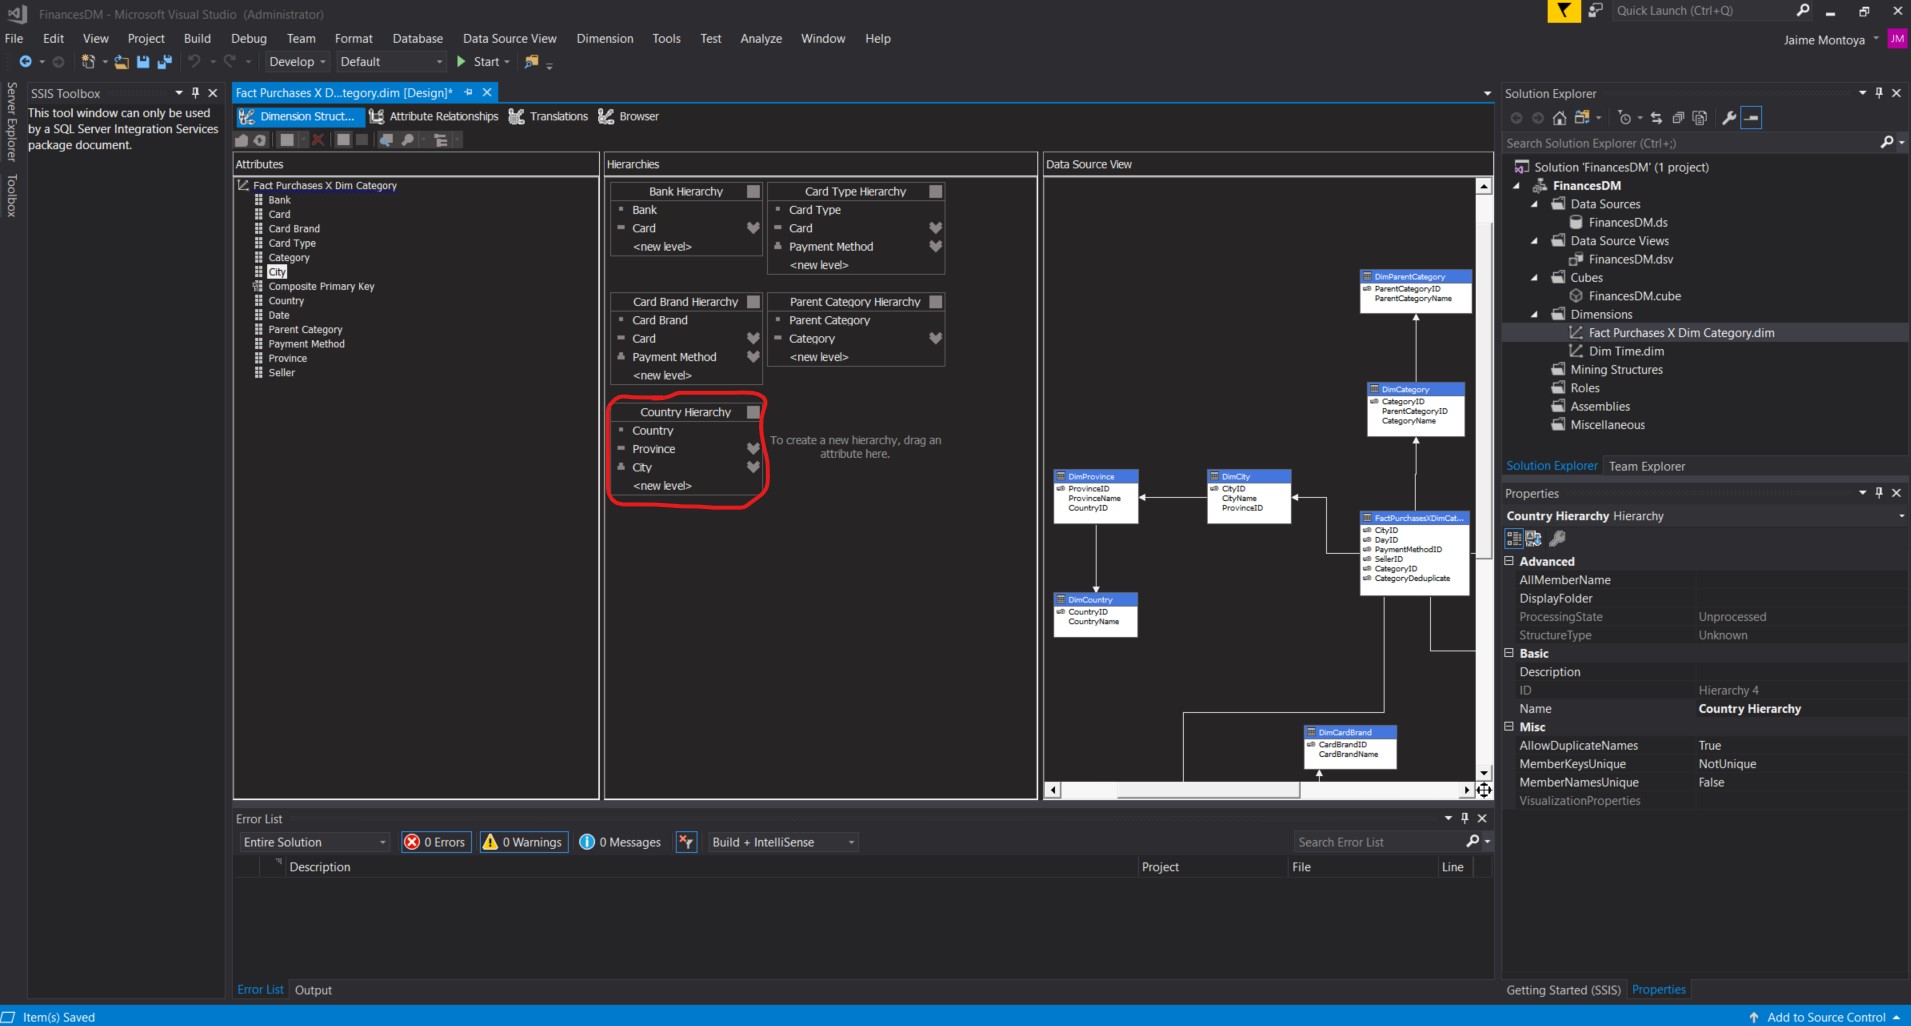 FinancesDM - Microsoft Visual Studio (Administrator)
Quick Launch (Ctrl+Q)
File Edit View Project Build Debug Team Format Database Data Source View Dimension Tools Test Analyze Window Help
Jaime Montoya JM
Develop Default Start
Server Explorer
Toolbox
SSIS Toolbox
This tool window can only be used
by a SQL Server Integration Services
package document.
Fact Purchases X D...tegory.dim [Design]*
Dimension Struct... Attribute Relationships Translations Browser
Attributes
Fact Purchases X Dim Category
Bank
Card
Card Brand
Card Type
Category
City
Composite Primary Key
Country
Date
Parent Category
Payment Method
Province
Seller
Hierarchies
Bank Hierarchy
Bank
Card
<new level>
Card Type Hierarchy
Card Type
Card
Payment Method
<new level>
Card Brand Hierarchy
Card Brand
Card
Payment Method
<new level>
Parent Category Hierarchy
Parent Category
Category
<new level>
Country Hierarchy
Country
Province
City
<new level>
To create a new hierarchy, drag an
attribute here.
Data Source View
DimParentCategory
ParentCategoryID
ParentCategoryName
DimCategory
CategoryID
ParentCategoryID
CategoryName
DimProvince
ProvinceID
ProvinceName
CountryID
DimCity
CityID
CityName
ProvinceID
FactPurchasesXDimCat...
CityID
DayID
PaymentMethodID
SellerID
CategoryID
CategoryDeduplicate
DimCountry
CountryID
CountryName
DimCardBrand
CardBrandID
CardBrandName
Error List
Entire Solution 0 Errors 0 Warnings 0 Messages Build + IntelliSense Search Error List
Description Project File Line
Error List Output
Solution Explorer
Search Solution Explorer (Ctrl+;)
Solution 'FinancesDM' (1 project)
FinancesDM
Data Sources
FinancesDM.ds
Data Source Views
FinancesDM.dsv
Cubes
FinancesDM.cube
Dimensions
Fact Purchases X Dim Category.dim
Dim Time.dim
Mining Structures
Roles
Assemblies
Miscellaneous
Solution Explorer Team Explorer
Properties
Country Hierarchy Hierarchy
Advanced
AllMemberName
DisplayFolder
ProcessingState Unprocessed
StructureType Unknown
Basic
Description
ID Hierarchy 4
Name Country Hierarchy
Misc
AllowDuplicateNames True
MemberKeysUnique NotUnique
MemberNamesUnique False
VisualizationProperties
Getting Started (SSIS) Properties
Item(s) Saved
Add to Source Control